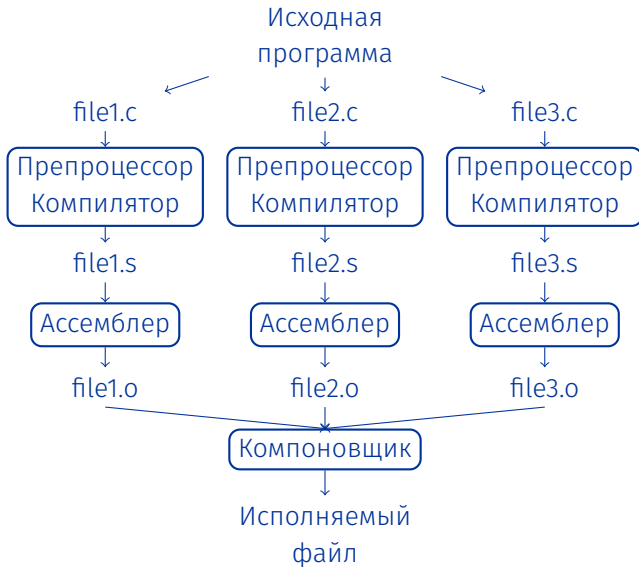 Исходная
программа
file1.c
file2.c
file3.c
Препроцессор
Компилятор
Препроцессор
Компилятор
Препроцессор
Компилятор
file1.s
file2.s
file3.s
Ассемблер
Ассемблер
Ассемблер
file1.o
file2.o
file3.o
Компоновщик
Исполняемый
файл